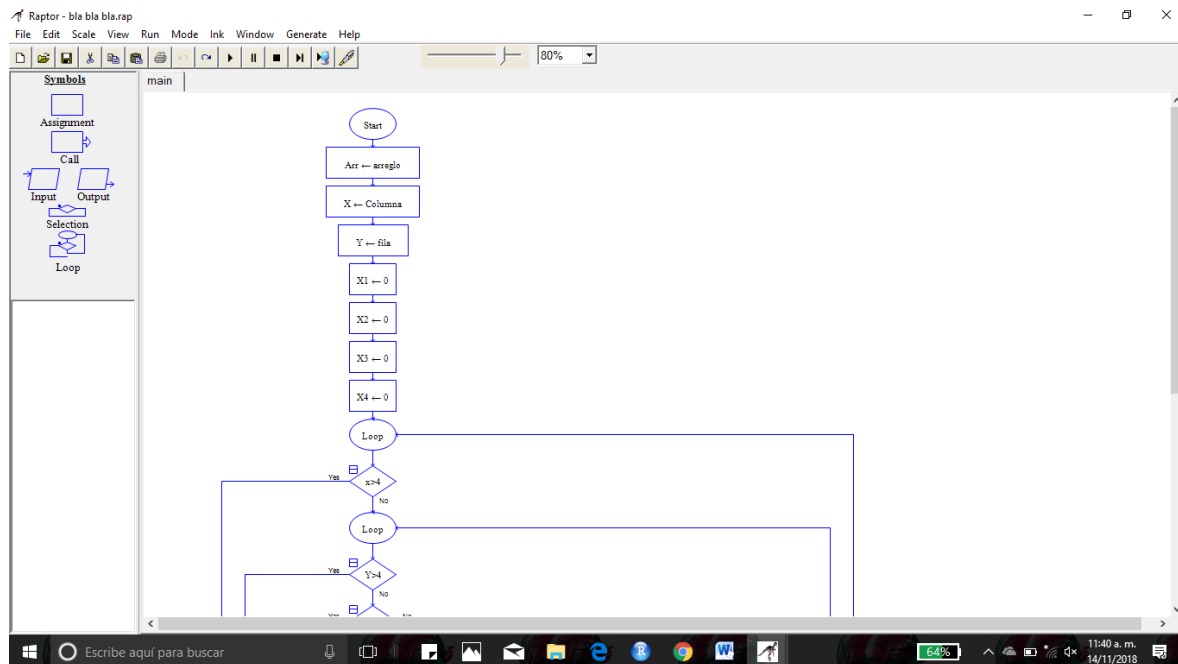 Raptor - bla bla bla.rap
File Edit Scale View Run Mode Ink Window Generate Help
80%
Symbols
main
Assignment
Call
Input Output
Selection
Loop
Start
Arr ← arreglo
X ← Columna
Y ← fila
X1 ← 0
X2 ← 0
X3 ← 0
X4 ← 0
Loop
Yes
x>4
No
Loop
Yes
Y>4
No
Yes No
Escribe aquí para buscar
64%
11:40 a. m.
14/11/2018